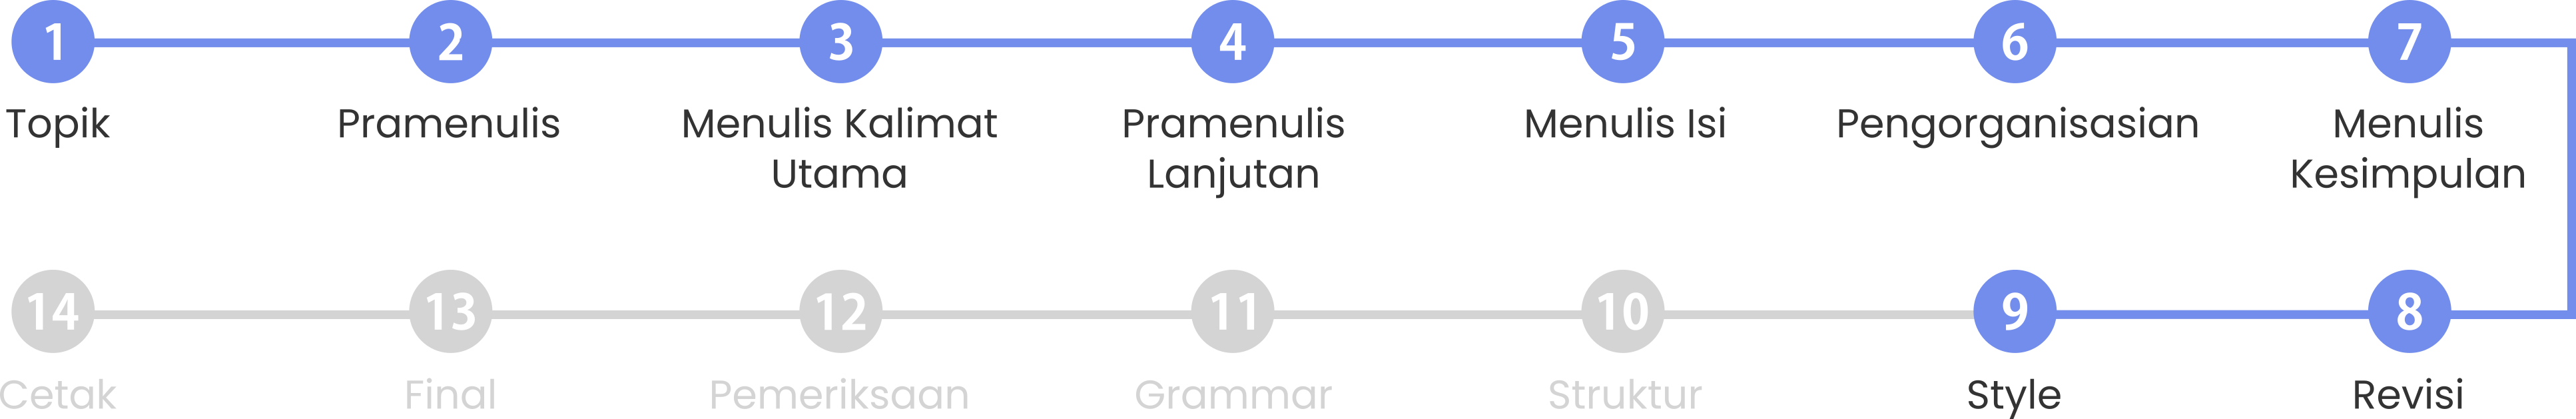 1 2 3 4 5 6 7
Topik Pramenulis Menulis Kalimat Pramenulis Menulis Isi Pengorganisasian Menulis
Utama Lanjutan Kesimpulan
14 13 12 11 10 9 8
Cetak Final Pemeriksaan Grammar Struktur Style Revisi